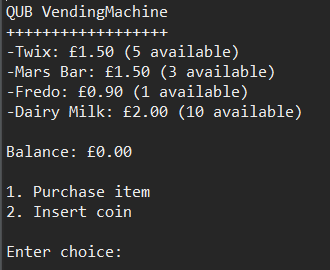 QUB VendingMachine
++++++++++++++++++
-Twix: £1.50 (5 available)
-Mars Bar: £1.50 (3 available)
-Fredo: £0.90 (1 available)
-Dairy Milk: £2.00 (10 available)
Balance: £0.00
1. Purchase item
2. Insert coin
Enter choice: